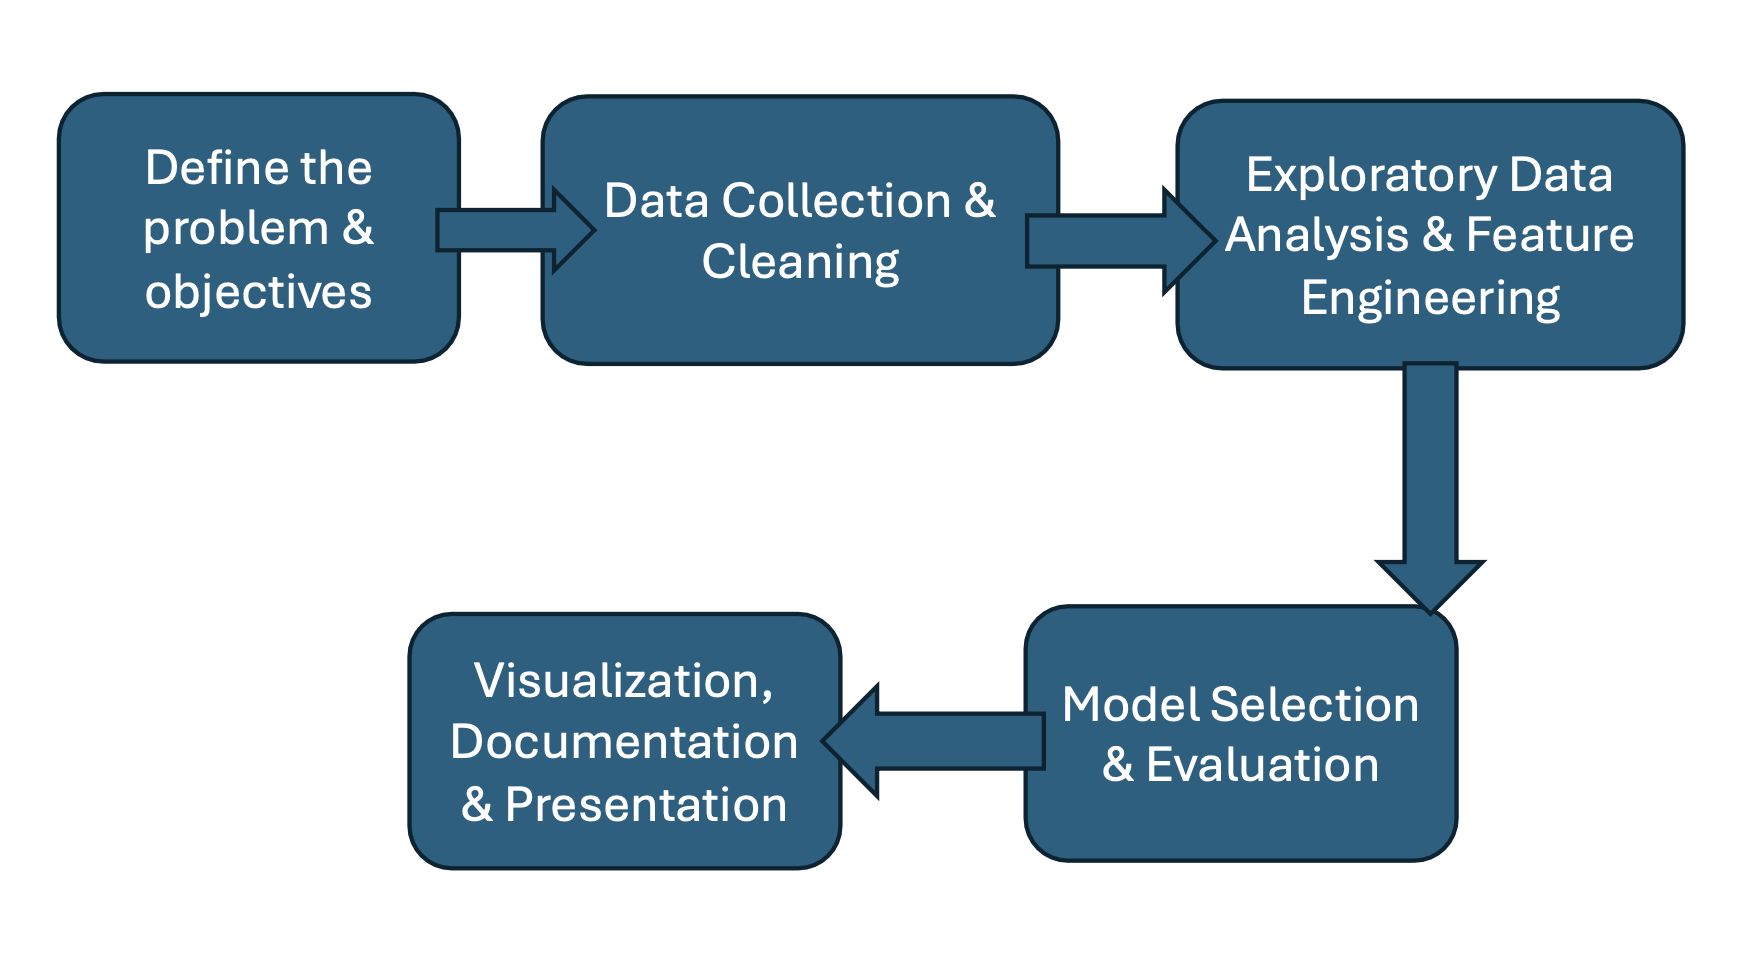 Define the
problem &
objectives
Data Collection &
Cleaning
Exploratory Data
Analysis & Feature
Engineering
Model Selection
& Evaluation
Visualization,
Documentation
& Presentation